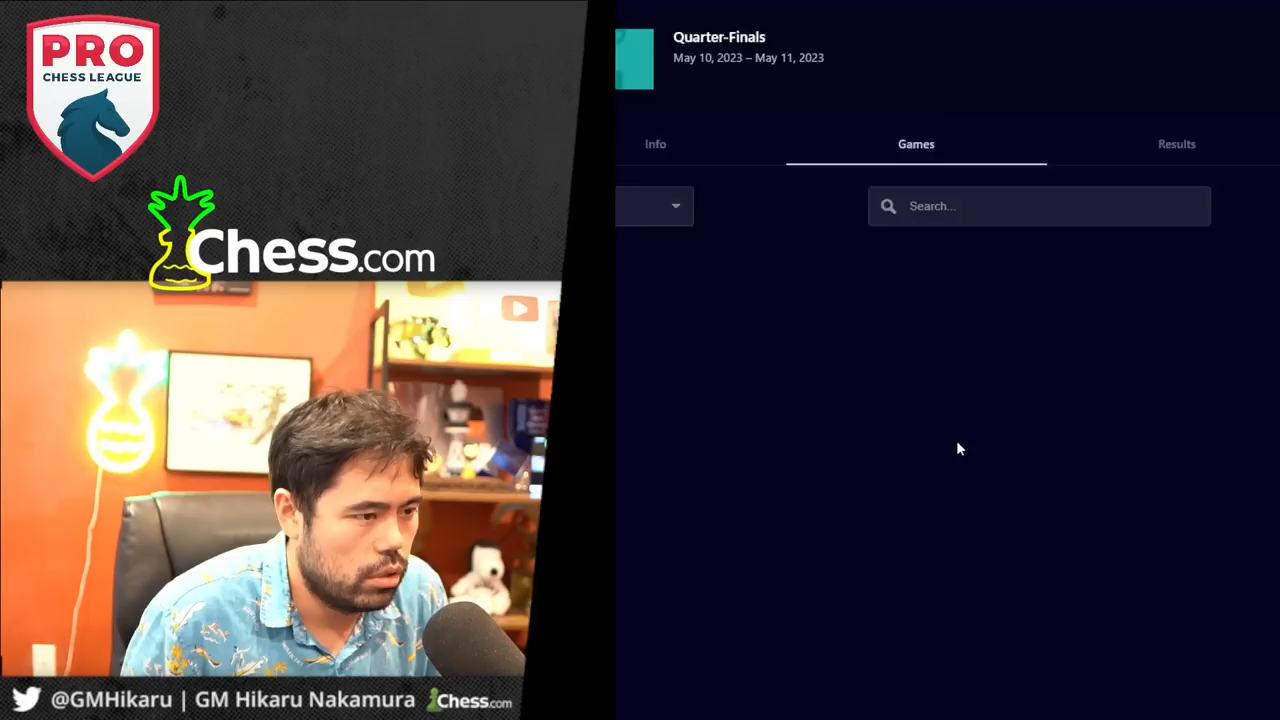 PRO
CHESS LEAGUE
Chess.com
Quarter-Finals
May 10, 2023 – May 11, 2023
Info
Games
Results
Search...
@GMHikaru | GM Hikaru Nakamura
Chess.com